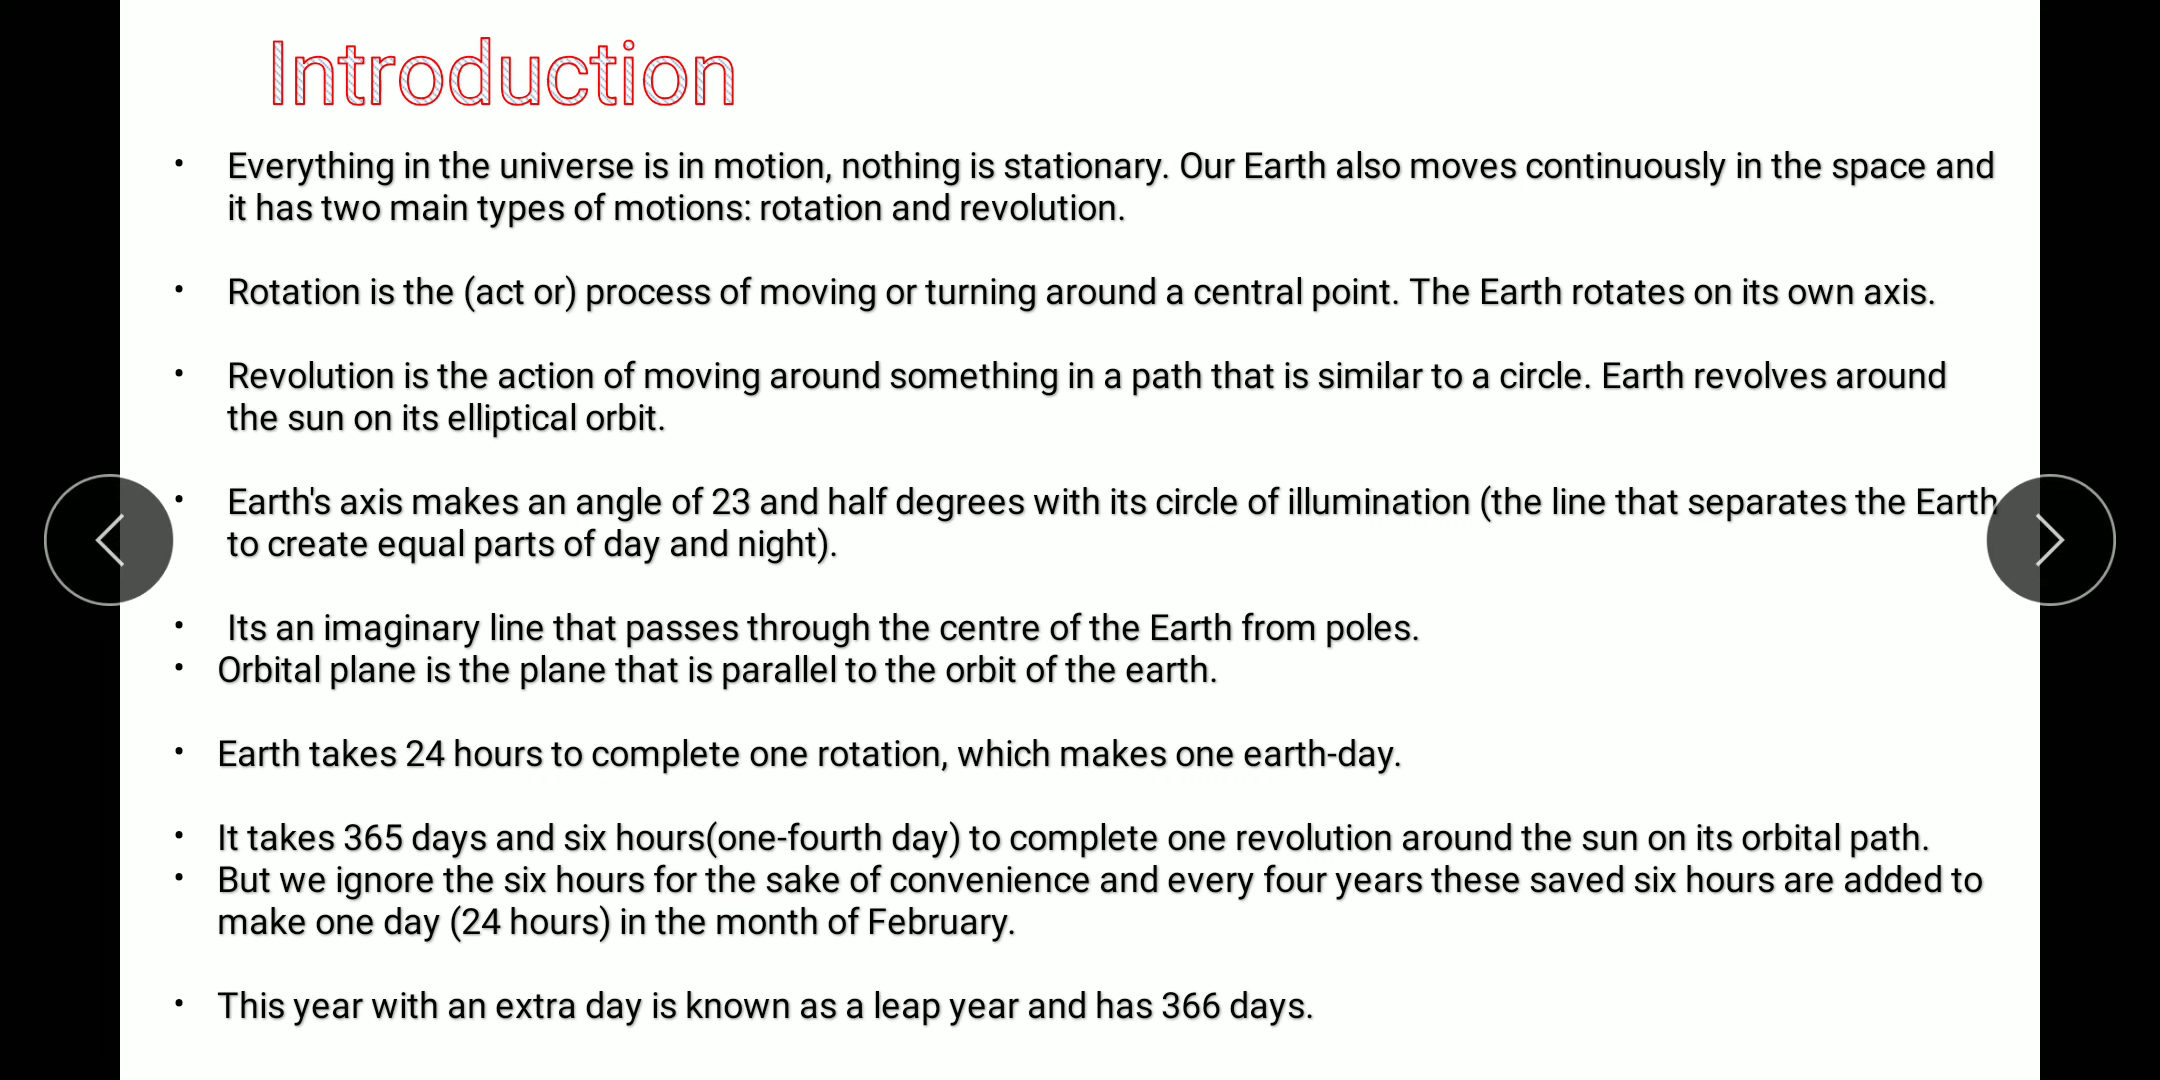 Introduction
• Everything in the universe is in motion, nothing is stationary. Our Earth also moves continuously in the space and
it has two main types of motions: rotation and revolution.
• Rotation is the (act or) process of moving or turning around a central point. The Earth rotates on its own axis.
• Revolution is the action of moving around something in a path that is similar to a circle. Earth revolves around
the sun on its elliptical orbit.
• Earth's axis makes an angle of 23 and half degrees with its circle of illumination (the line that separates the Earth
to create equal parts of day and night).
• Its an imaginary line that passes through the centre of the Earth from poles.
• Orbital plane is the plane that is parallel to the orbit of the earth.
• Earth takes 24 hours to complete one rotation, which makes one earth-day.
• It takes 365 days and six hours(one-fourth day) to complete one revolution around the sun on its orbital path.
• But we ignore the six hours for the sake of convenience and every four years these saved six hours are added to
make one day (24 hours) in the month of February.
• This year with an extra day is known as a leap year and has 366 days.